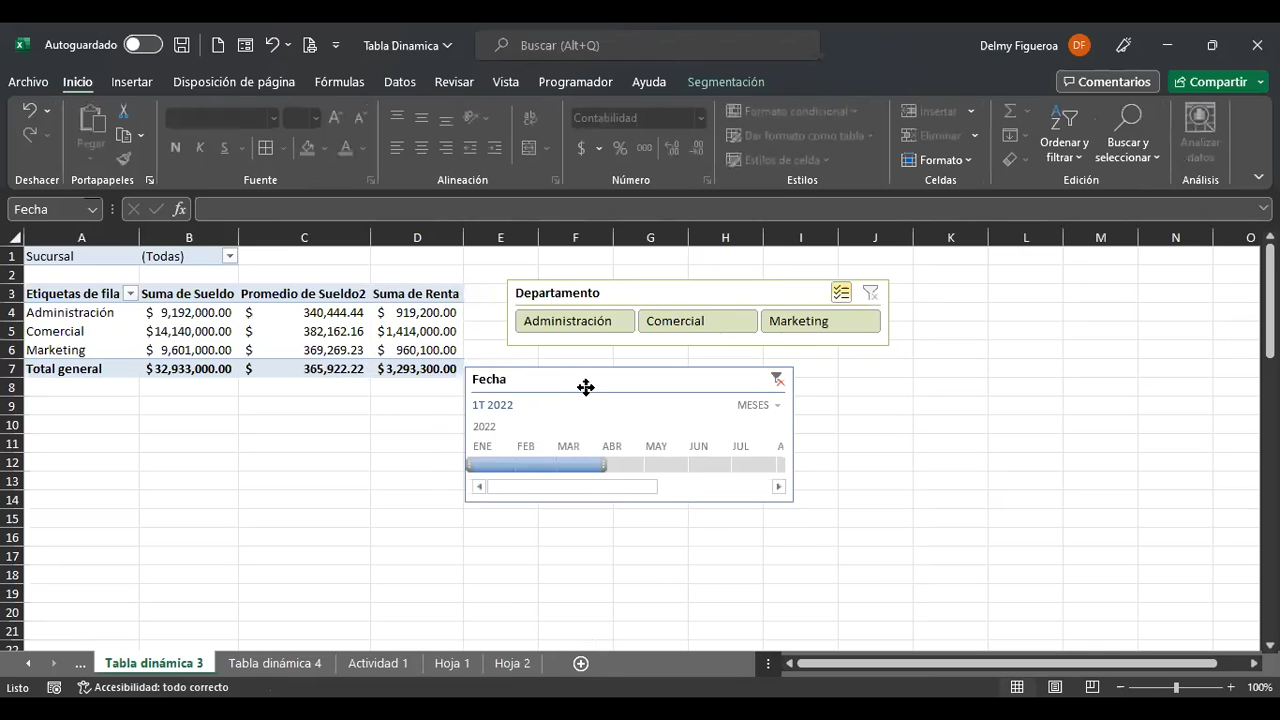 Autoguardado
Tabla Dinamica
Buscar (Alt+Q)
Delmy Figueroa DF
Archivo Inicio Insertar Disposición de página Fórmulas Datos Revisar Vista Programador Ayuda Segmentación Comentarios Compartir
Pegar
N K S
Contabilidad
$ % 000
Formato condicional
Dar formato como tabla
Estilos de celda
Insertar
Eliminar
Formato
Ordenar y filtrar
Buscar y seleccionar
Analizar datos
Deshacer Portapapeles Fuente Alineación Número Estilos Celdas Edición Análisis
Fecha fx
A B C D E F G H I J K L M N O
1 Sucursal (Todas)
2
3 Etiquetas de fila Suma de Sueldo Promedio de Sueldo2 Suma de Renta
4 Administración $ 9,192,000.00 $ 340,444.44 $ 919,200.00
5 Comercial $ 14,140,000.00 $ 382,162.16 $1,414,000.00
6 Marketing $ 9,601,000.00 $ 369,269.23 $ 960,100.00
7 Total general $ 32,933,000.00 $ 365,922.22 $ 3,293,300.00
8
9
10
11
12
13
14
15
16
17
18
19
20
21
Departamento
Administración Comercial Marketing
Fecha
1T 2022 MESES
2022
ENE FEB MAR ABR MAY JUN JUL A
... Tabla dinámica 3 Tabla dinámica 4 Actividad 1 Hoja 1 Hoja 2
Listo Accesibilidad: todo correcto 100%